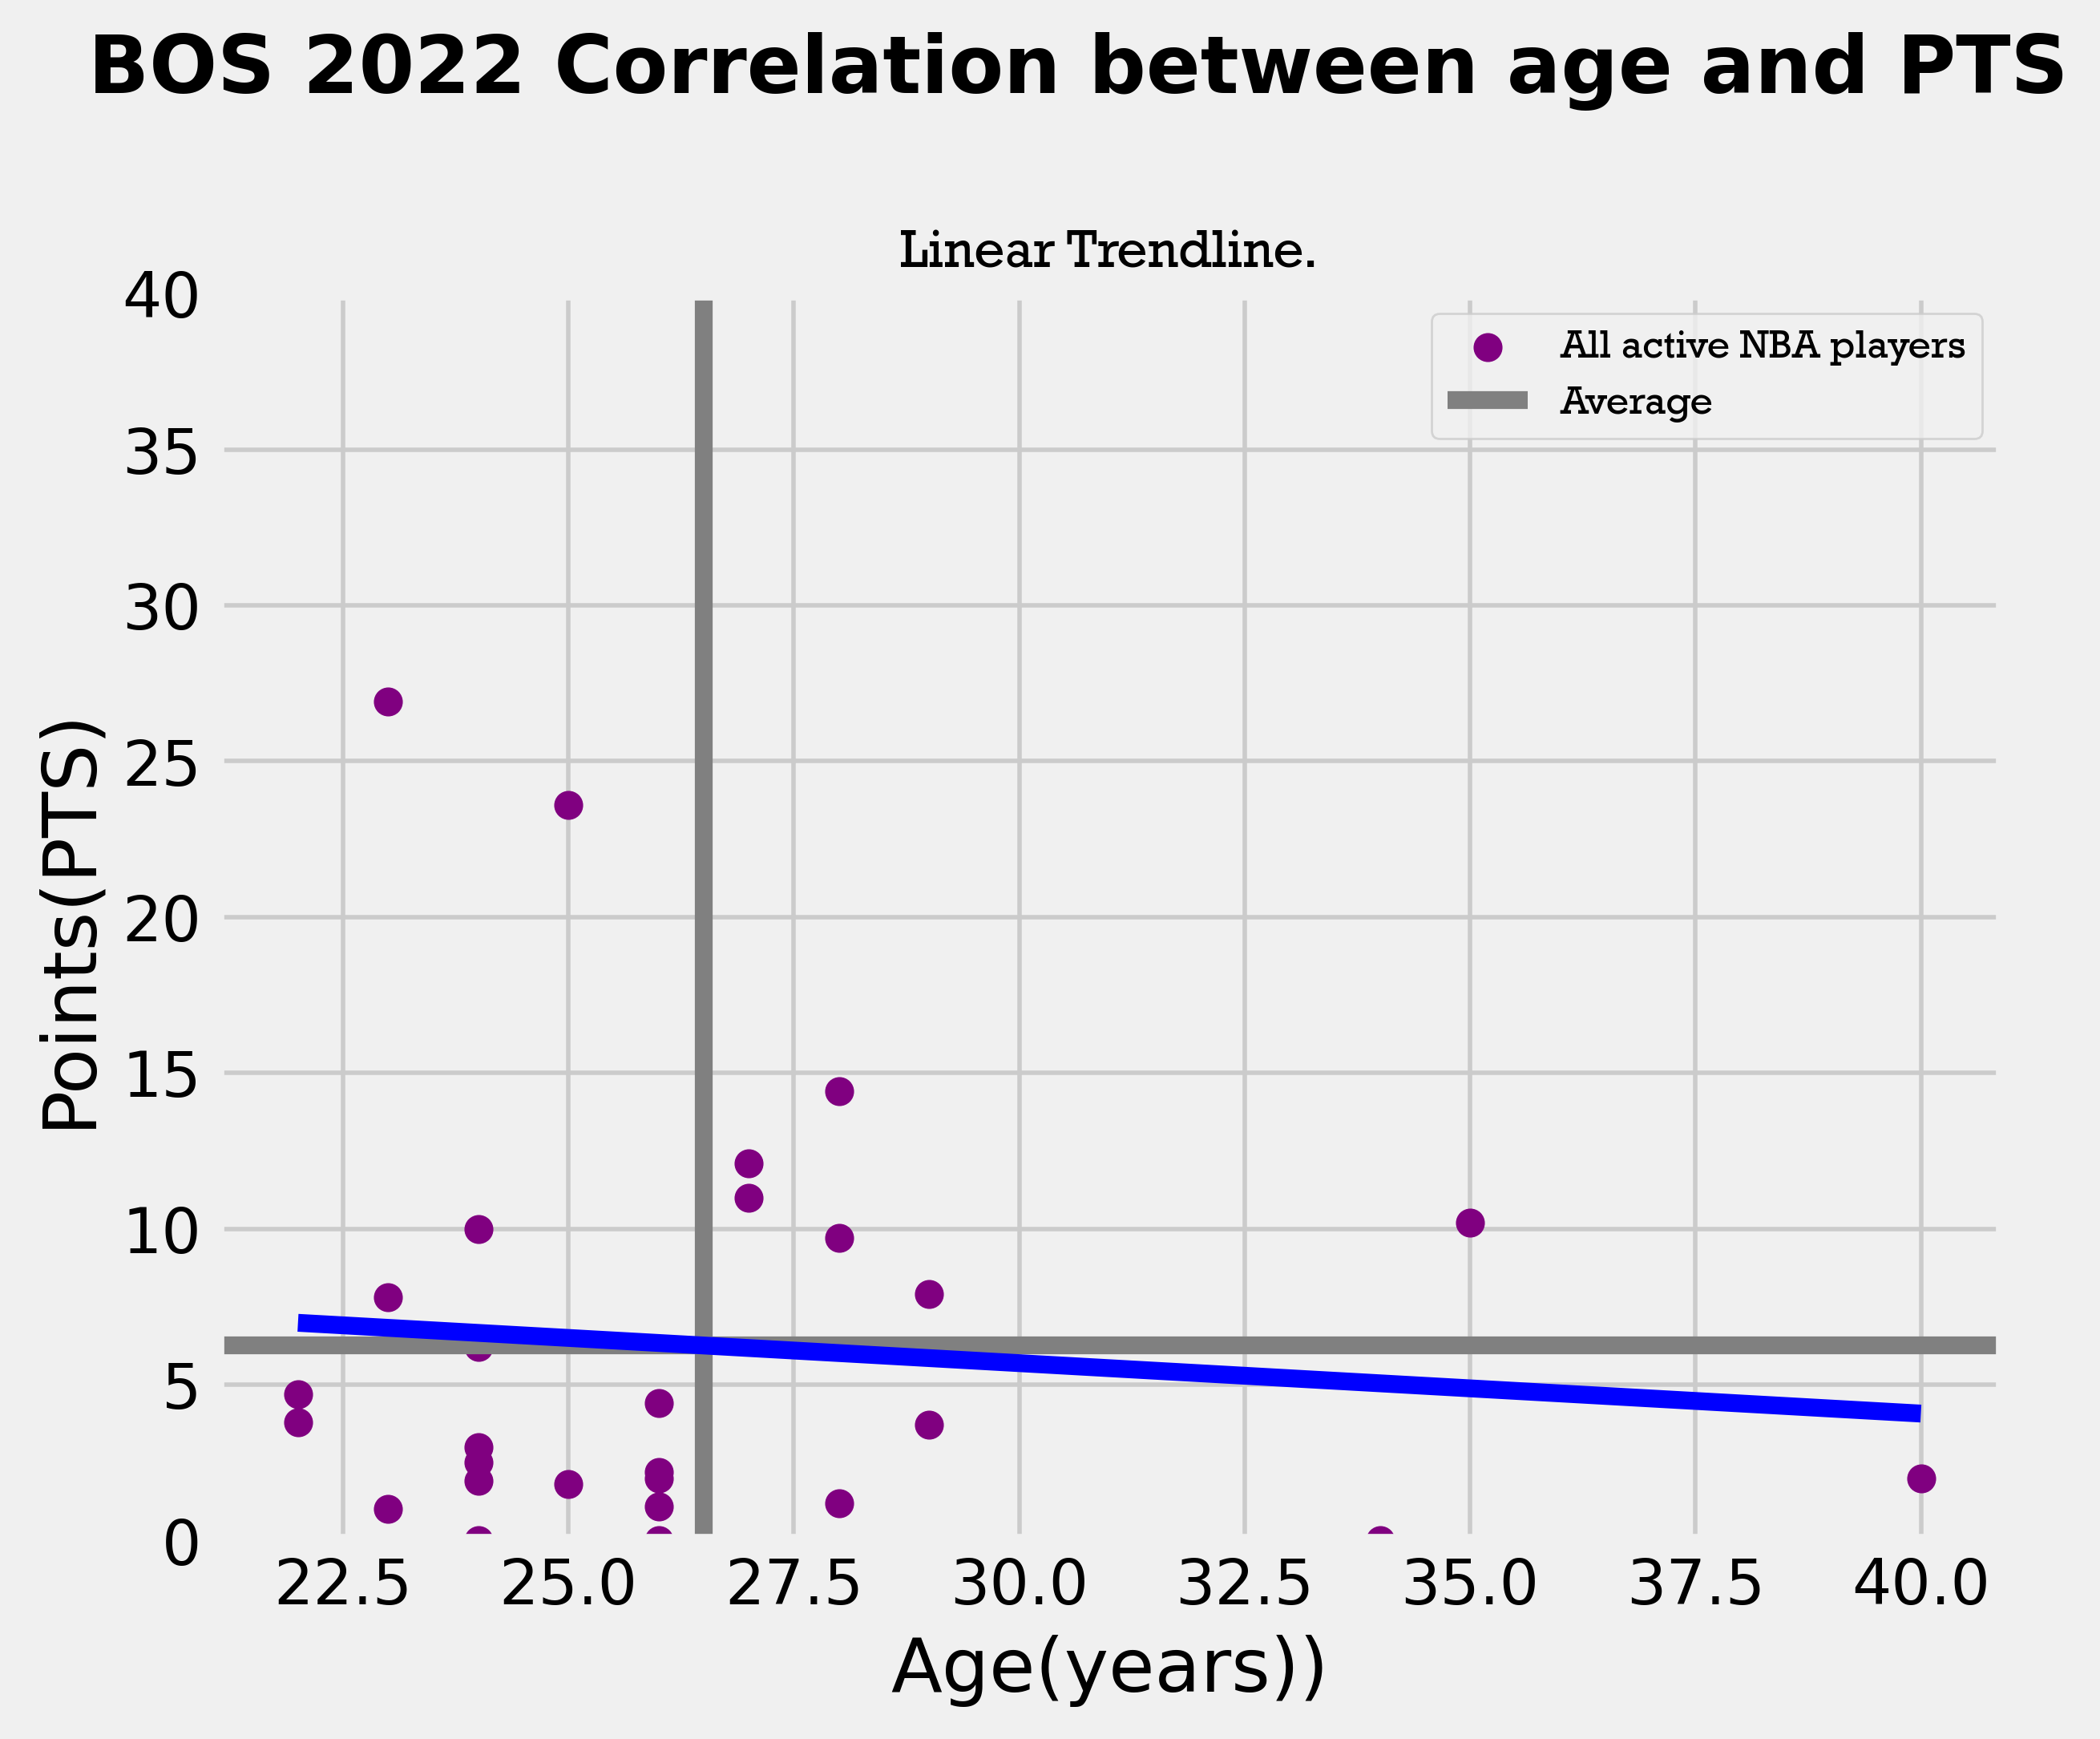 BOS 2022 Correlation between age and PTS
Linear Trendline.
All active NBA players
Average
40
35
30
25
20
15
10
5
0
Points(PTS)
22.5 25.0 27.5 30.0 32.5 35.0 37.5 40.0
Age(years))